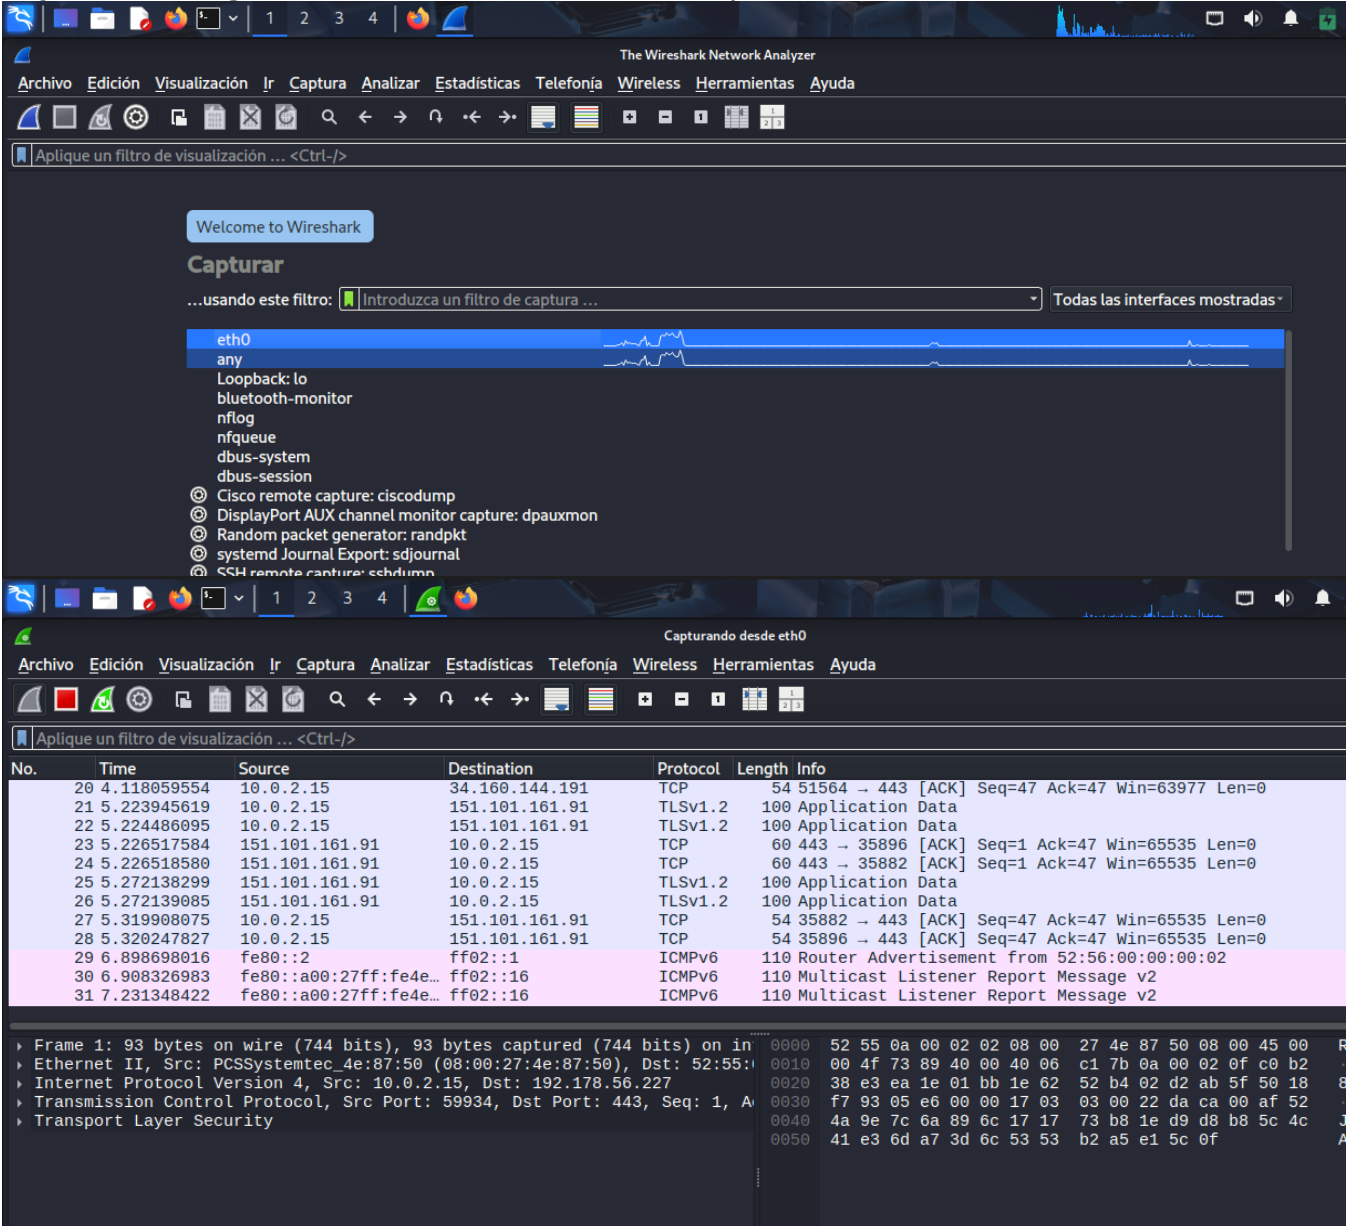 1 2 3 4
The Wireshark Network Analyzer
Archivo Edición Visualización Ir Captura Analizar Estadísticas Telefonía Wireless Herramientas Ayuda
Aplique un filtro de visualización … <Ctrl-/>
Welcome to Wireshark
Capturar
…usando este filtro: Introduzca un filtro de captura … Todas las interfaces mostradas
eth0
any
Loopback: lo
bluetooth-monitor
nflog
nfqueue
dbus-system
dbus-session
Cisco remote capture: ciscodump
DisplayPort AUX channel monitor capture: dpauxmon
Random packet generator: randpkt
systemd Journal Export: sdjournal
SSH remote capture: sshdump
1 2 3 4
Capturando desde eth0
Archivo Edición Visualización Ir Captura Analizar Estadísticas Telefonía Wireless Herramientas Ayuda
Aplique un filtro de visualización … <Ctrl-/>
No. Time Source Destination Protocol Length Info
20 4.118059554 10.0.2.15 34.160.144.191 TCP 54 51564 → 443 [ACK] Seq=47 Ack=47 Win=63977 Len=0
21 5.223945619 10.0.2.15 151.101.161.91 TLSv1.2 100 Application Data
22 5.224486095 10.0.2.15 151.101.161.91 TLSv1.2 100 Application Data
23 5.226517584 151.101.161.91 10.0.2.15 TCP 60 443 → 35896 [ACK] Seq=1 Ack=47 Win=65535 Len=0
24 5.226518580 151.101.161.91 10.0.2.15 TCP 60 443 → 35882 [ACK] Seq=1 Ack=47 Win=65535 Len=0
25 5.272138299 151.101.161.91 10.0.2.15 TLSv1.2 100 Application Data
26 5.272139085 151.101.161.91 10.0.2.15 TLSv1.2 100 Application Data
27 5.319908075 10.0.2.15 151.101.161.91 TCP 54 35882 → 443 [ACK] Seq=47 Ack=47 Win=65535 Len=0
28 5.320247827 10.0.2.15 151.101.161.91 TCP 54 35896 → 443 [ACK] Seq=47 Ack=47 Win=65535 Len=0
29 6.898698016 fe80::2 ff02::1 ICMPv6 110 Router Advertisement from 52:56:00:00:00:02
30 6.908326983 fe80::a00:27ff:fe4e… ff02::16 ICMPv6 110 Multicast Listener Report Message v2
31 7.231348422 fe80::a00:27ff:fe4e… ff02::16 ICMPv6 110 Multicast Listener Report Message v2
Frame 1: 93 bytes on wire (744 bits), 93 bytes captured (744 bits) on in
Ethernet II, Src: PCSSystemtec_4e:87:50 (08:00:27:4e:87:50), Dst: 52:55:
Internet Protocol Version 4, Src: 10.0.2.15, Dst: 192.178.56.227
Transmission Control Protocol, Src Port: 59934, Dst Port: 443, Seq: 1, A
Transport Layer Security
0000 52 55 0a 00 02 02 08 00 27 4e 87 50 08 00 45 00 R
0010 00 4f 73 89 40 00 40 06 c1 7b 0a 00 02 0f c0 b2 ·
0020 38 e3 ea 1e 01 bb 1e 62 52 b4 02 d2 ab 5f 50 18 8
0030 f7 93 05 e6 00 00 17 03 03 00 22 da ca 00 af 52 ·
0040 4a 9e 7c 6a 89 6c 17 17 73 b8 1e d9 d8 b8 5c 4c J
0050 41 e3 6d a7 3d 6c 53 53 b2 a5 e1 5c 0f A